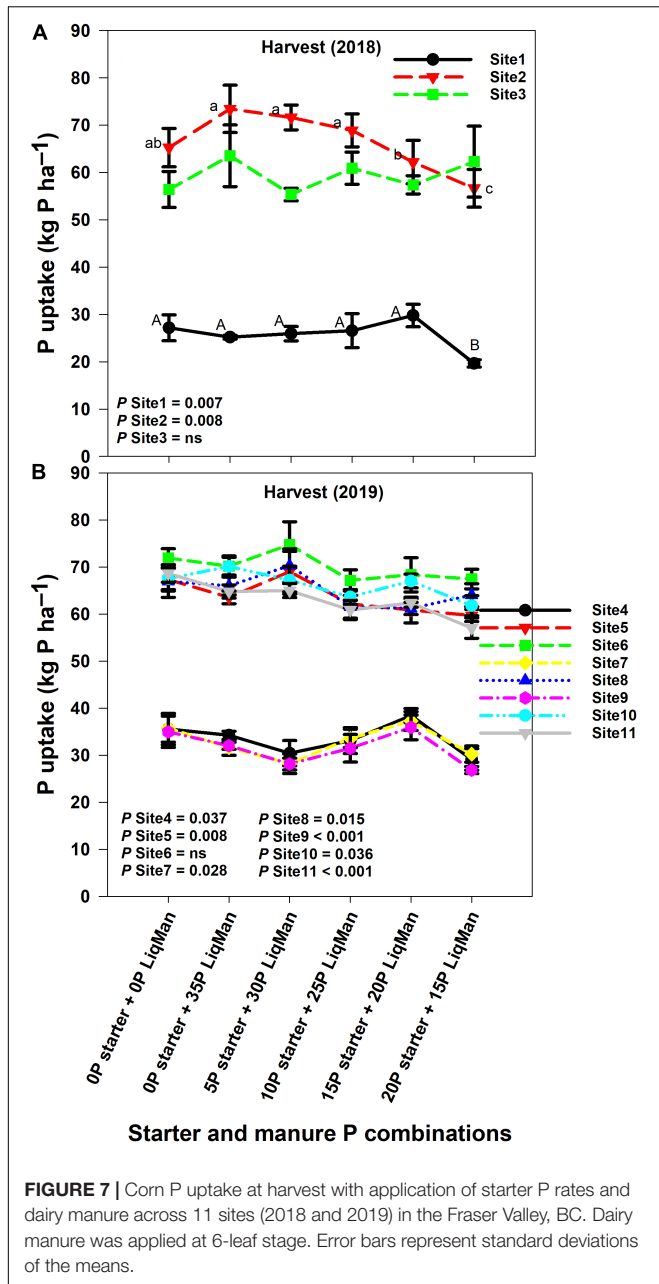 A
Harvest (2018)
Site1
Site2
Site3
P uptake (kg P ha−1)
90
80
70
60
50
40
30
20
10
0
ab
a
a
a
b
c
A
A
A
A
A
B
P Site1 = 0.007
P Site2 = 0.008
P Site3 = ns
B
Harvest (2019)
Site4
Site5
Site6
Site7
Site8
Site9
Site10
Site11
P uptake (kg P ha−1)
90
80
70
60
50
40
30
20
10
0
P Site4 = 0.037
P Site5 = 0.008
P Site6 = ns
P Site7 = 0.028
P Site8 = 0.015
P Site9 < 0.001
P Site10 = 0.036
P Site11 < 0.001
0P starter + 0P LiqMan
0P starter + 35P LiqMan
5P starter + 30P LiqMan
10P starter + 25P LiqMan
15P starter + 20P LiqMan
20P starter + 15P LiqMan
Starter and manure P combinations
FIGURE 7 | Corn P uptake at harvest with application of starter P rates and
dairy manure across 11 sites (2018 and 2019) in the Fraser Valley, BC. Dairy
manure was applied at 6-leaf stage. Error bars represent standard deviations
of the means.